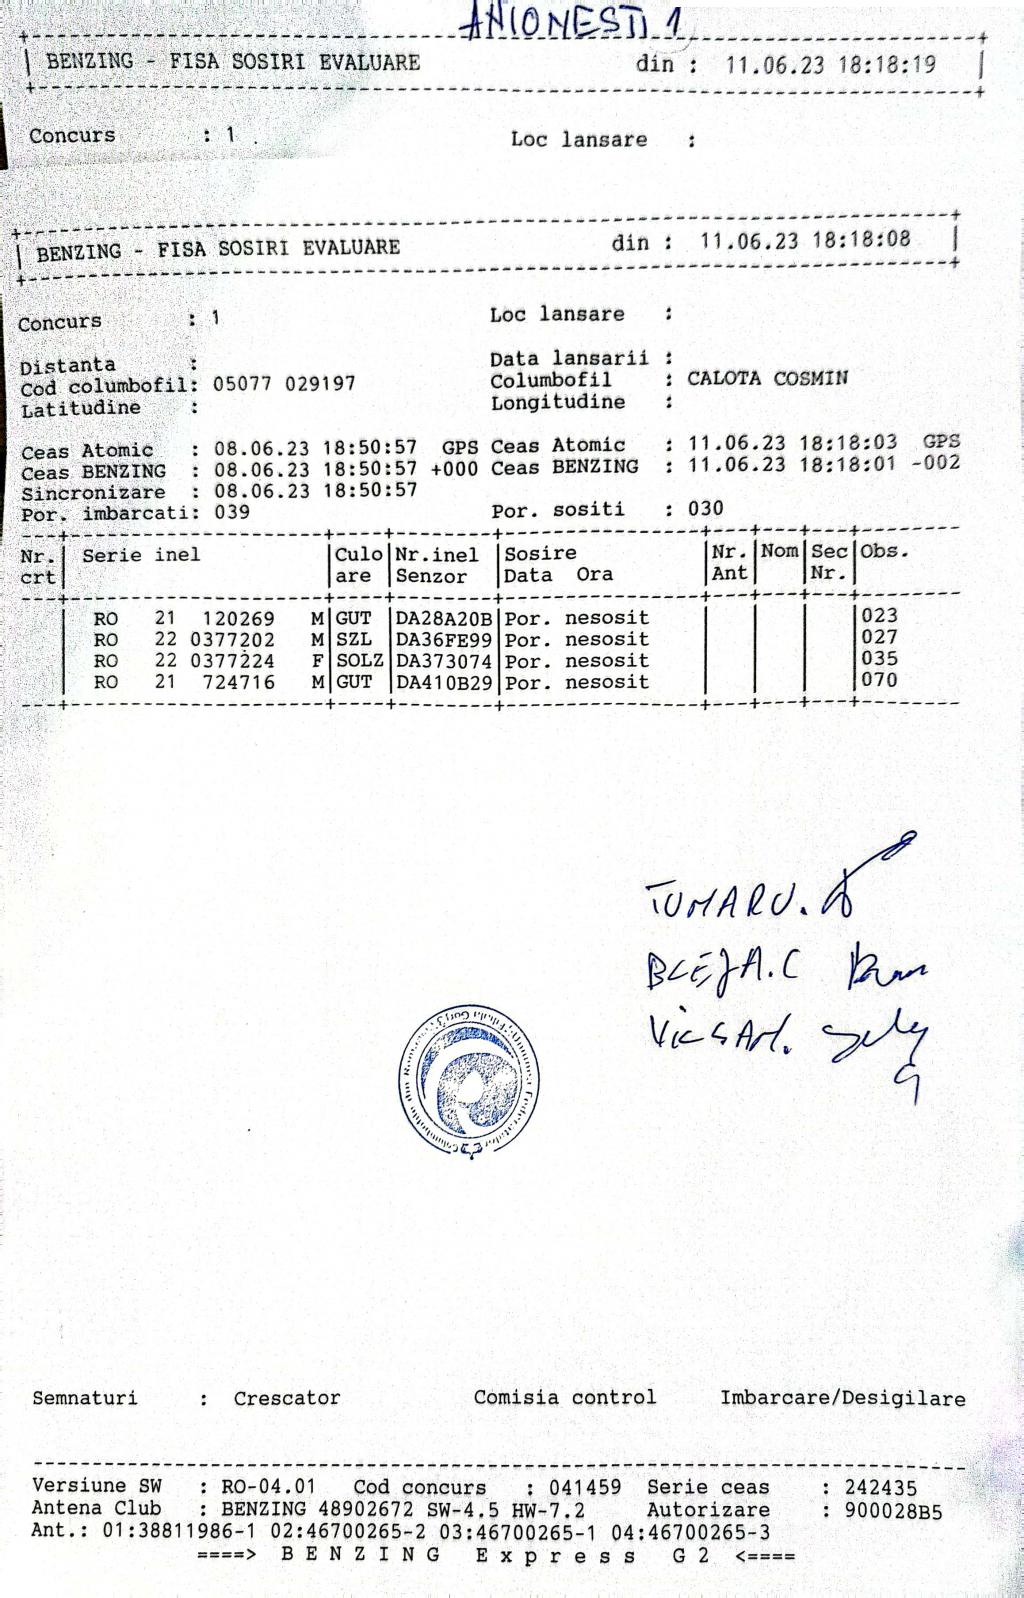 ANIONESTI 1
BENZING - FISA SOSIRI EVALUARE din : 11.06.23 18:18:19
Concurs : 1 Loc lansare :
BENZING - FISA SOSIRI EVALUARE din : 11.06.23 18:18:08
Concurs : 1 Loc lansare :
Distanta : Data lansarii :
Cod columbofil: 05077 029197 Columbofil : CALOTA COSMIN
Latitudine : Longitudine :
Ceas Atomic : 08.06.23 18:50:57 GPS Ceas Atomic : 11.06.23 18:18:03 GPS
Ceas BENZING : 08.06.23 18:50:57 +000 Ceas BENZING : 11.06.23 18:18:01 -002
Sincronizare : 08.06.23 18:50:57
Por. imbarcati: 039 Por. sositi : 030
Nr. Serie inel Culo Nr.inel Sosire Nr. Nom Sec Obs.
crt are Senzor Data Ora Ant Nr.
RO 21 120269 M GUT DA28A20B Por. nesosit 023
RO 22 0377202 M SZL DA36FE99 Por. nesosit 027
RO 22 0377224 F SOLZ DA373074 Por. nesosit 035
RO 21 724716 M GUT DA410B29 Por. nesosit 070
TUMARU.
BLEJA.C
Semnaturi : Crescator Comisia control Imbarcare/Desigilare
Versiune SW : RO-04.01 Cod concurs : 041459 Serie ceas : 242435
Antena Club : BENZING 48902672 SW-4.5 HW-7.2 Autorizare : 900028B5
Ant.: 01:38811986-1 02:46700265-2 03:46700265-1 04:46700265-3
====> B E N Z I N G E x p r e s s G 2 <====